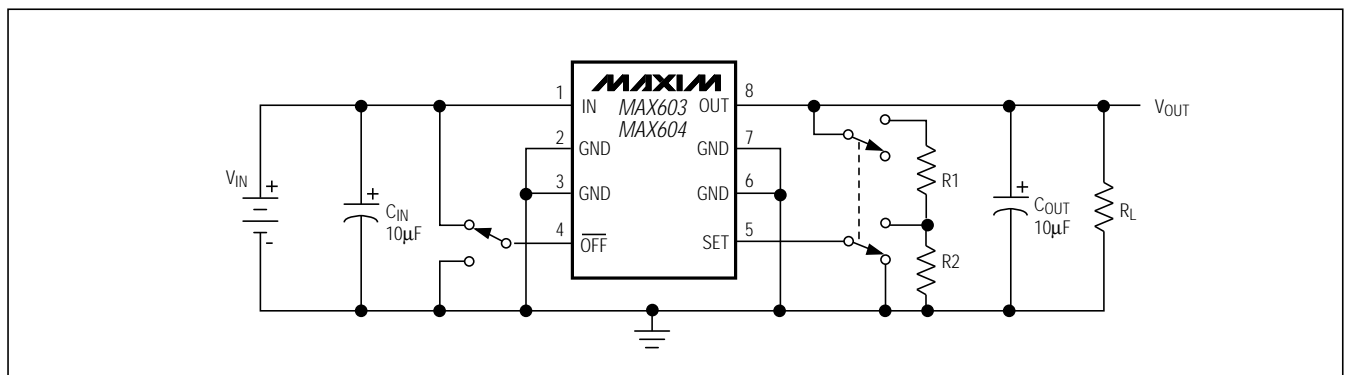 MAXIM
MAX603
MAX604
1
IN
OUT
8
2
GND
GND
7
3
GND
GND
6
4
OFF
SET
5
VIN
+
-
+
CIN
10μF
R1
R2
+
COUT
10μF
RL
VOUT